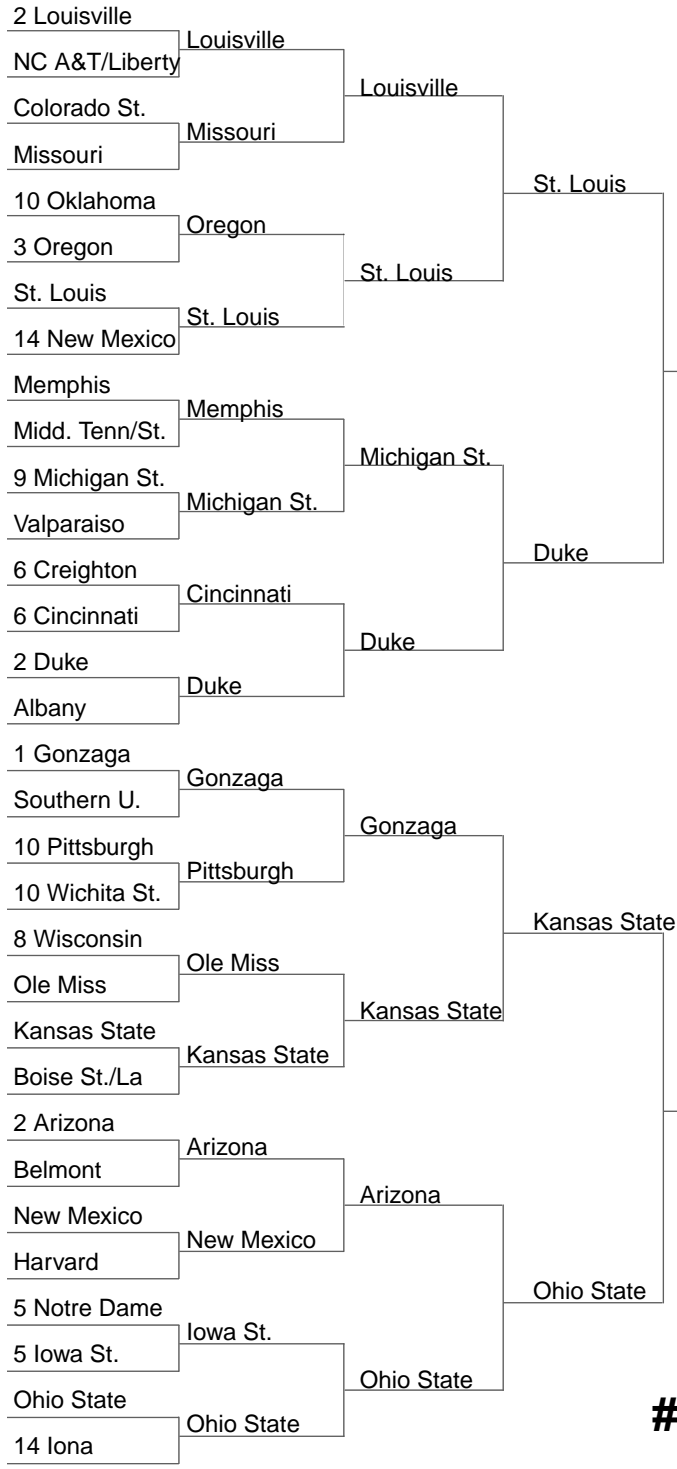 2 Louisville
NC A&T/Liberty
Colorado St.
Missouri
10 Oklahoma
3 Oregon
St. Louis
14 New Mexico
Memphis
Midd. Tenn/St.
9 Michigan St.
Valparaiso
6 Creighton
6 Cincinnati
2 Duke
Albany
1 Gonzaga
Southern U.
10 Pittsburgh
10 Wichita St.
8 Wisconsin
Ole Miss
Kansas State
Boise St./La
2 Arizona
Belmont
New Mexico
Harvard
5 Notre Dame
5 Iowa St.
Ohio State
14 Iona
Louisville
Missouri
Oregon
St. Louis
Memphis
Michigan St.
Cincinnati
Duke
Gonzaga
Pittsburgh
Ole Miss
Kansas State
Arizona
New Mexico
Iowa St.
Ohio State
Louisville
St. Louis
Michigan St.
Duke
Gonzaga
Kansas State
Arizona
Ohio State
St. Louis
Duke
Kansas State
Ohio State
#